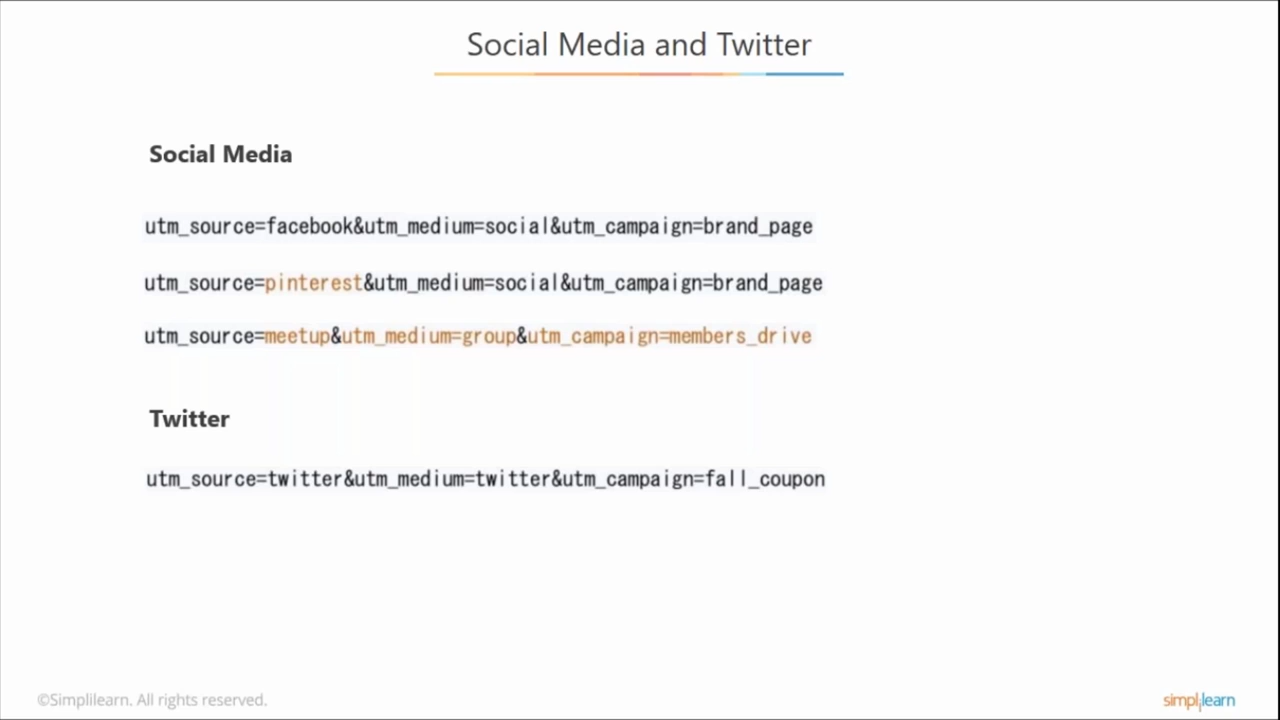 Social Media and Twitter
Social Media
utm_source=facebook&utm_medium=social&utm_campaign=brand_page
utm_source=pinterest&utm_medium=social&utm_campaign=brand_page
utm_source=meetup&utm_medium=group&utm_campaign=members_drive
Twitter
utm_source=twitter&utm_medium=twitter&utm_campaign=fall_coupon
©Simplilearn. All rights reserved.
simplilearn